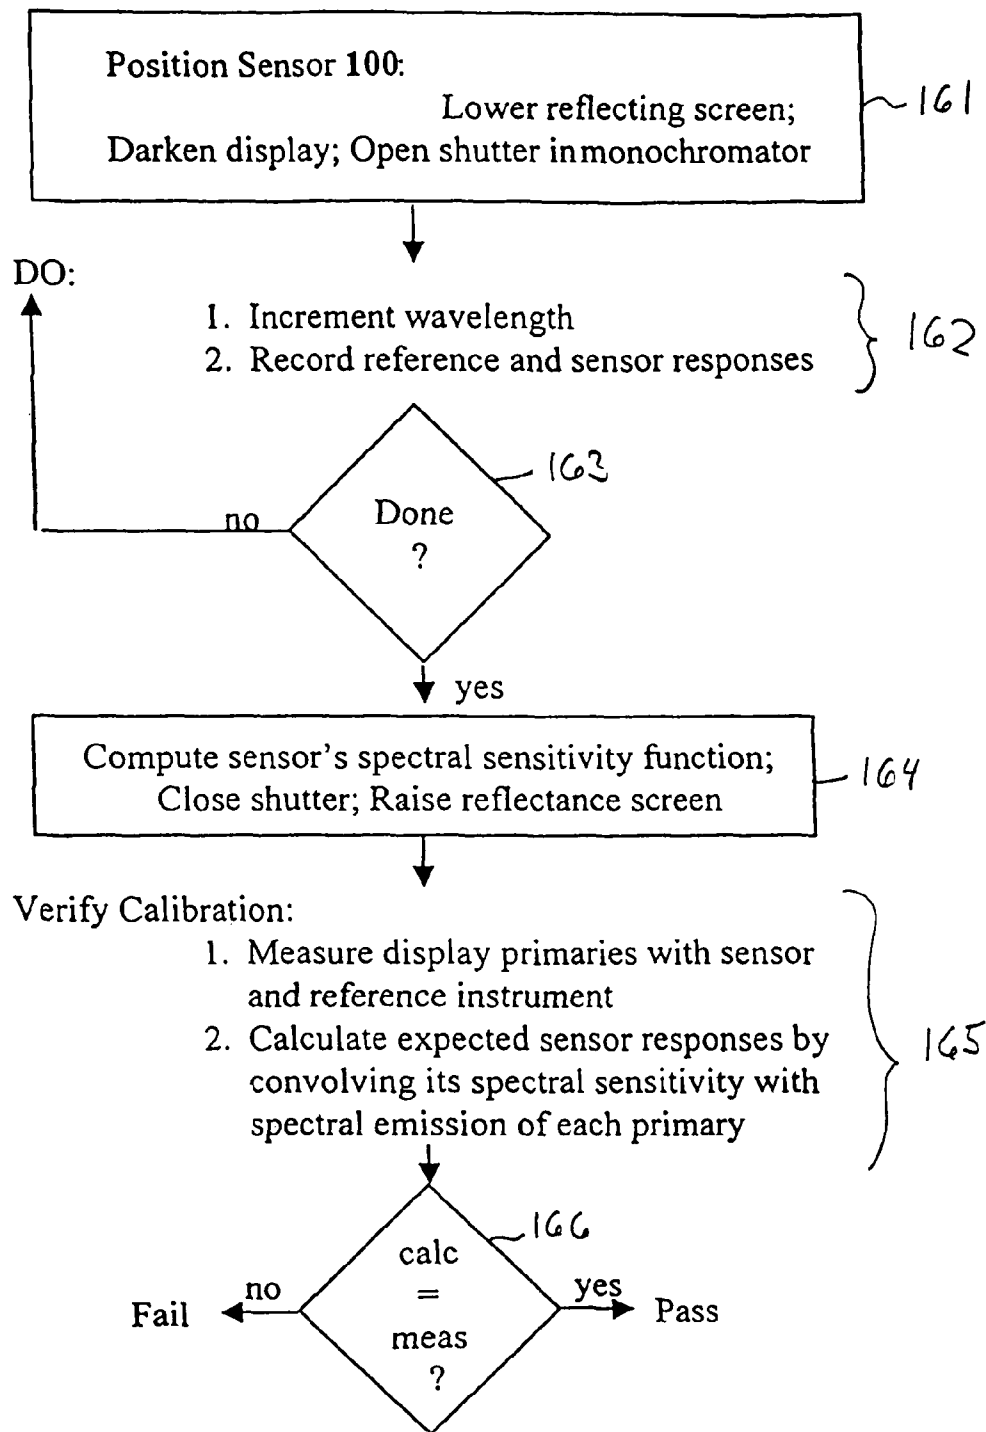 Position Sensor 100:
Lower reflecting screen;
Darken display; Open shutter in monochromator
161
DO:
1. Increment wavelength
2. Record reference and sensor responses
162
163
Done
?
no
yes
Compute sensor's spectral sensitivity function;
Close shutter; Raise reflectance screen
164
Verify Calibration:
1. Measure display primaries with sensor
and reference instrument
2. Calculate expected sensor responses by
convolving its spectral sensitivity with
spectral emission of each primary
165
166
calc
=
meas
?
no
Fail
yes
Pass